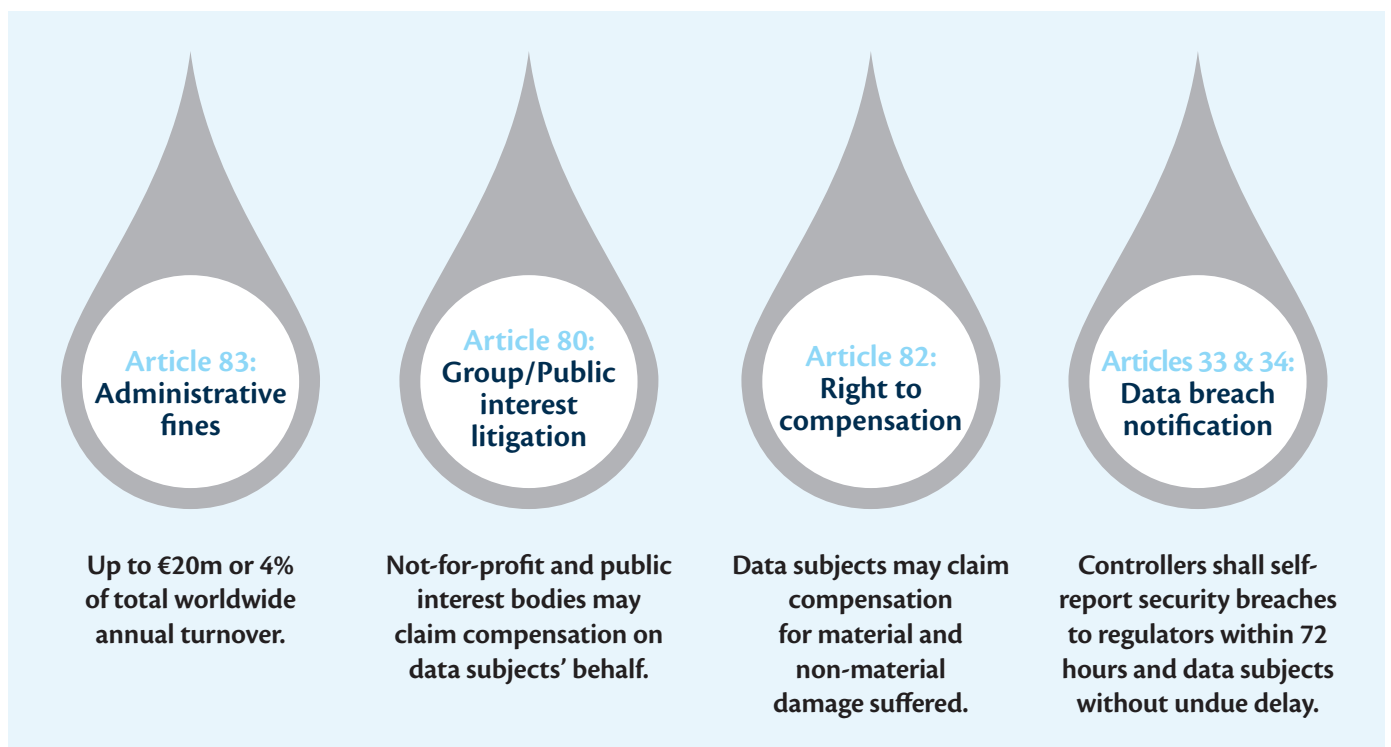 Article 83:
Administrative
fines
Up to €20m or 4%
of total worldwide
annual turnover.
Article 80:
Group/Public
interest
litigation
Not-for-profit and public
interest bodies may
claim compensation on
data subjects’ behalf.
Article 82:
Right to
compensation
Data subjects may claim
compensation
for material and
non-material
damage suffered.
Articles 33 & 34:
Data breach
notification
Controllers shall self-
report security breaches
to regulators within 72
hours and data subjects
without undue delay.